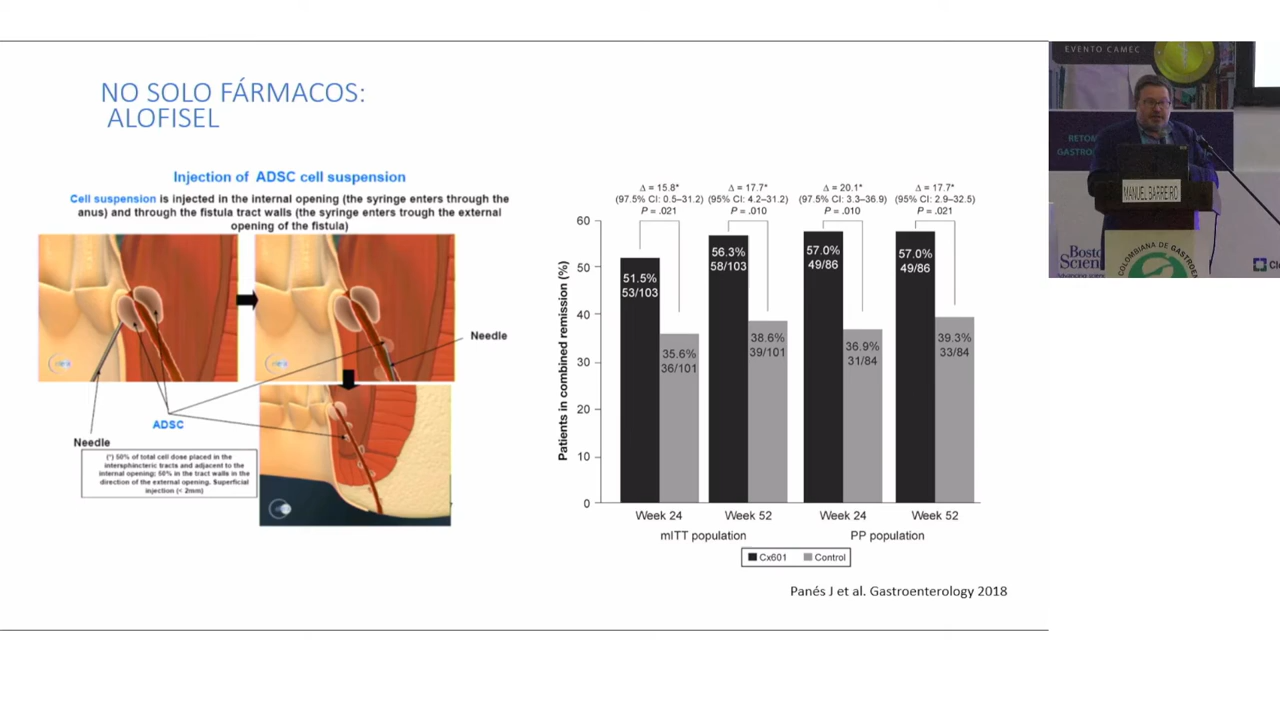 NO SOLO FÁRMACOS:
ALOFISEL
Injection of ADSC cell suspension
Cell suspension is injected in the internal opening (the syringe enters through the
anus) and through the fistula tract walls (the syringe enters trough the external
opening of the fistula)
Needle
ADSC
Needle
(*) 50% of total cell dose placed in the
intersphincteric tracts and adjacent to the
internal opening; 50% in the tract walls in the
direction of the external opening. Superficial
injection (< 2mm)
Δ = 15.8*
(97.5% CI: 0.5–31.2)
P = .021
Δ = 17.7*
(95% CI: 4.2–31.2)
P = .010
Δ = 20.1*
(97.5% CI: 3.3–36.9)
P = .010
Δ = 17.7*
(95% CI: 2.9–32.5)
P = .021
Patients in combined remission (%)
60
50
40
30
20
10
0
51.5%
53/103
35.6%
36/101
56.3%
58/103
38.6%
39/101
57.0%
49/86
36.9%
31/84
57.0%
49/86
39.3%
33/84
Week 24
Week 52
Week 24
Week 52
mITT population
PP population
Cx601
Control
Panés J et al. Gastroenterology 2018
EVENTO CAMEC
MANUEL BARREIRO
COLOMBIANA DE